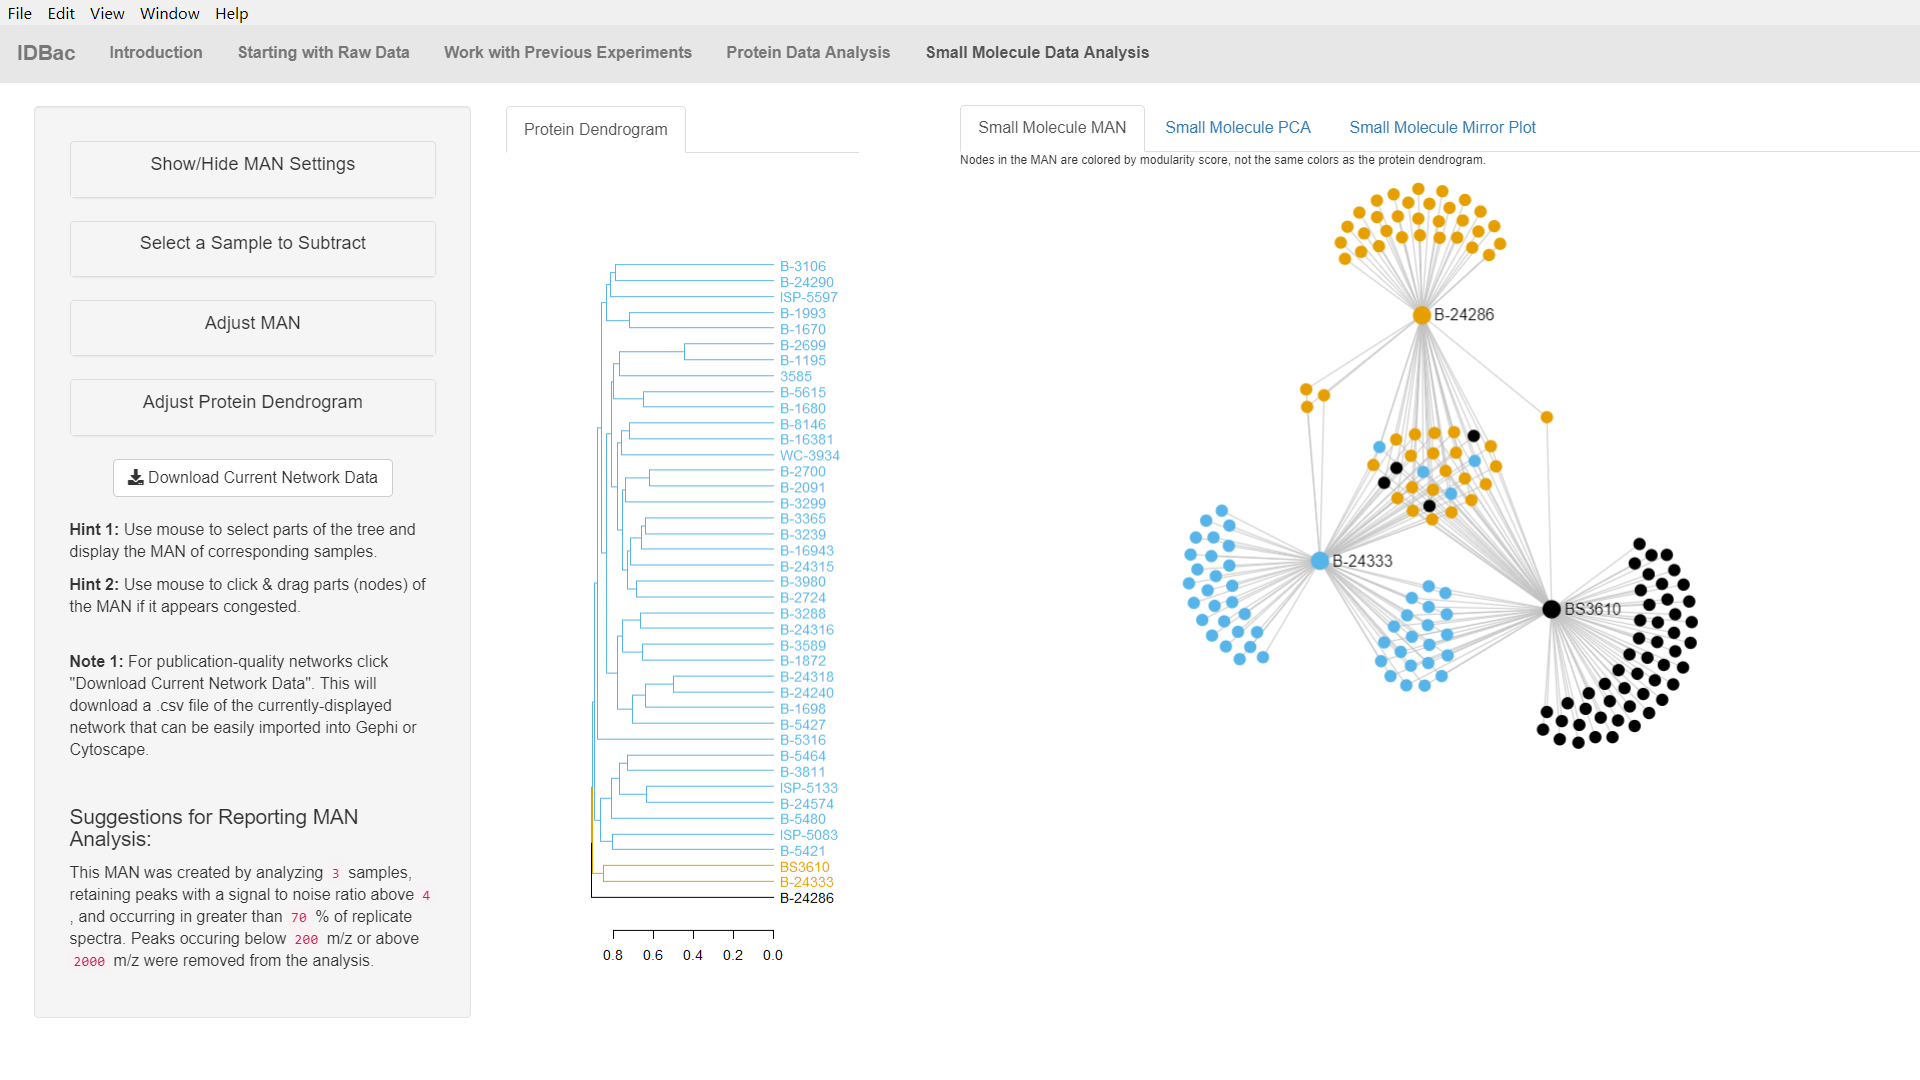 File Edit View Window Help
IDBac Introduction Starting with Raw Data Work with Previous Experiments Protein Data Analysis Small Molecule Data Analysis
Show/Hide MAN Settings
Select a Sample to Subtract
Adjust MAN
Adjust Protein Dendrogram
Download Current Network Data
Hint 1: Use mouse to select parts of the tree and
display the MAN of corresponding samples.
Hint 2: Use mouse to click & drag parts (nodes) of
the MAN if it appears congested.
Note 1: For publication-quality networks click
"Download Current Network Data". This will
download a .csv file of the currently-displayed
network that can be easily imported into Gephi or
Cytoscape.
Suggestions for Reporting MAN
Analysis:
This MAN was created by analyzing 3 samples,
retaining peaks with a signal to noise ratio above 4
, and occurring in greater than 70 % of replicate
spectra. Peaks occuring below 200 m/z or above
2000 m/z were removed from the analysis.
Protein Dendrogram
B-3106
B-24290
ISP-5597
B-1993
B-1670
B-2699
B-1195
3585
B-5615
B-1680
B-8146
B-16381
WC-3934
B-2700
B-2091
B-3299
B-3365
B-3239
B-16943
B-24315
B-3980
B-2724
B-3288
B-24316
B-3589
B-1872
B-24318
B-24240
B-1698
B-5427
B-5316
B-5464
B-3811
ISP-5133
B-24574
B-5480
ISP-5083
B-5421
BS3610
B-24333
B-24286
0.8 0.6 0.4 0.2 0.0
Small Molecule MAN Small Molecule PCA Small Molecule Mirror Plot
Nodes in the MAN are colored by modularity score, not the same colors as the protein dendrogram.
B-24286
B-24333
BS3610